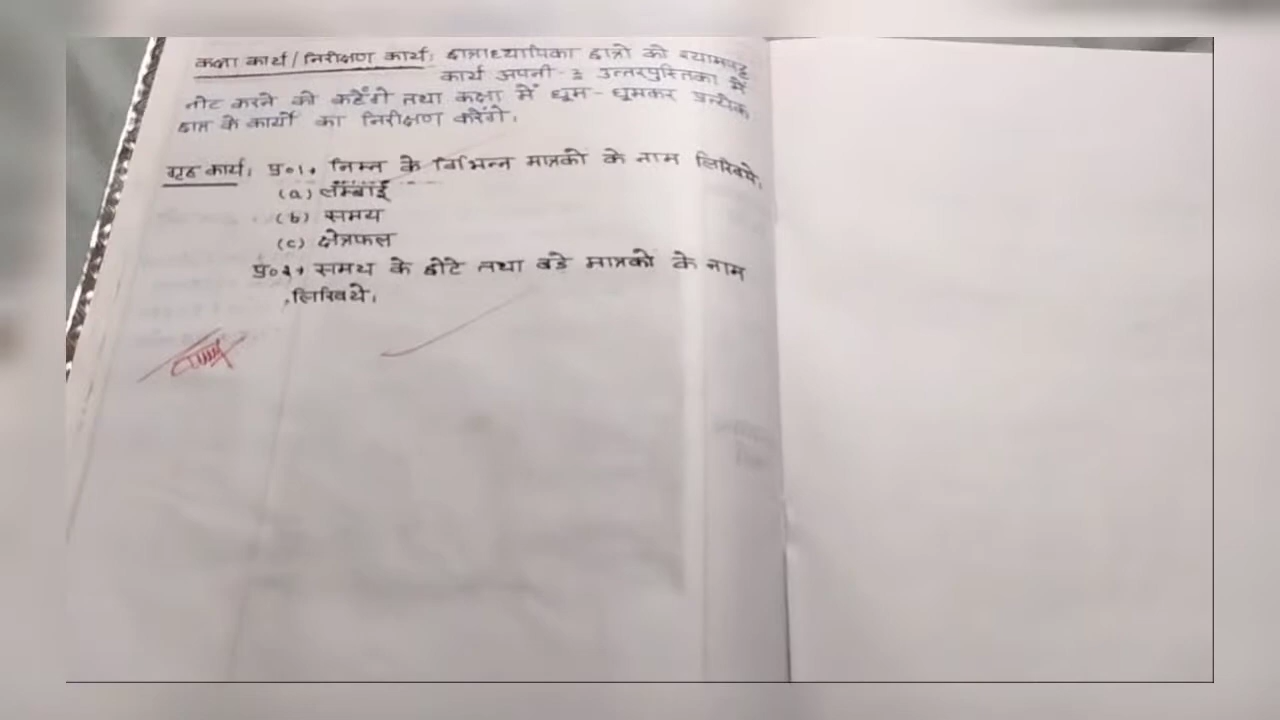 कक्षा कार्य / निरीक्षण कार्य: छात्राध्यापिका छात्रो को श्यामपट्ट
कार्य अपनी-२ उत्तरपुस्तिका में
नोट करने को कहेंगे तथा कक्षा में घूम-घूमकर प्रत्येक
छात्र के कार्यो का निरीक्षण करेंगे।
गृह कार्य: प्र०1. निम्न के विभिन्न मात्रको के नाम लिखिये।
(a) लम्बाई
(b) समय
(c) क्षेत्रफल
प्र०2. समय के छोटे तथा बडे मात्रको के नाम
लिखिये।